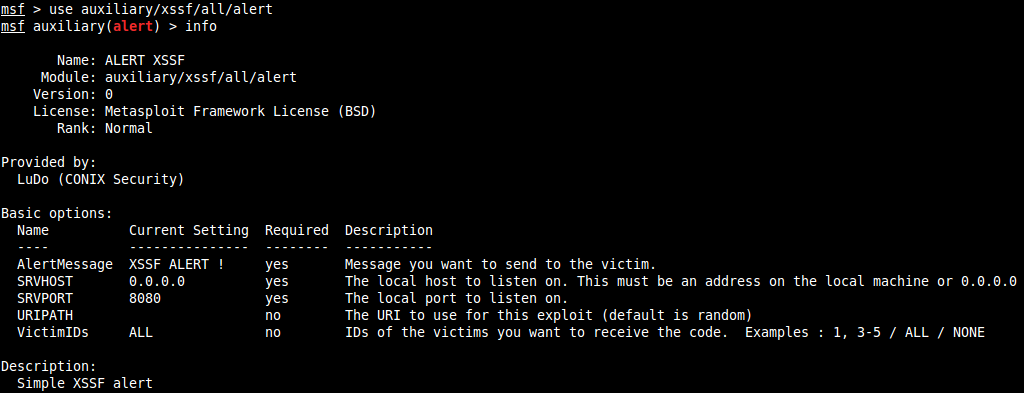 msf > use auxiliary/xssf/all/alert
msf auxiliary(alert) > info
Name: ALERT XSSF
Module: auxiliary/xssf/all/alert
Version: 0
License: Metasploit Framework License (BSD)
Rank: Normal
Provided by:
LuDo (CONIX Security)
Basic options:
Name Current Setting Required Description
---- --------------- -------- -----------
AlertMessage XSSF ALERT ! yes Message you want to send to the victim.
SRVHOST 0.0.0.0 yes The local host to listen on. This must be an address on the local machine or 0.0.0.0
SRVPORT 8080 yes The local port to listen on.
URIPATH no The URI to use for this exploit (default is random)
VictimIDs ALL no IDs of the victims you want to receive the code.  Examples : 1, 3-5 / ALL / NONE
Description:
Simple XSSF alert